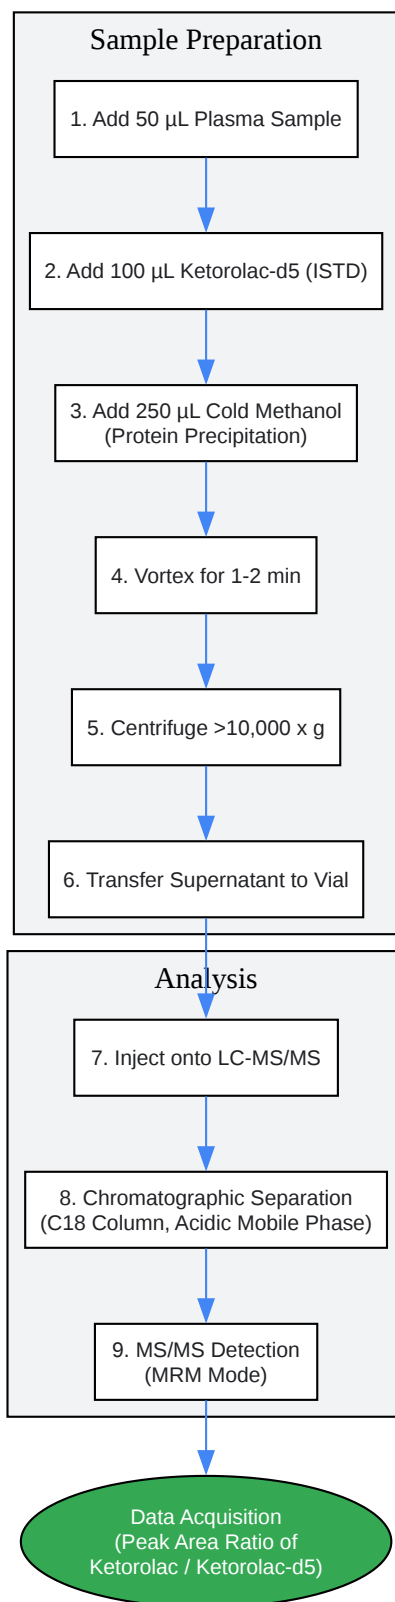 Sample Preparation
1. Add 50 µL Plasma Sample
2. Add 100 µL Ketorolac-d5 (ISTD)
3. Add 250 µL Cold Methanol
(Protein Precipitation)
4. Vortex for 1-2 min
5. Centrifuge >10,000 x g
6. Transfer Supernatant to Vial
Analysis
7. Inject onto LC-MS/MS
8. Chromatographic Separation
(C18 Column, Acidic Mobile Phase)
9. MS/MS Detection
(MRM Mode)
Data Acquisition
(Peak Area Ratio of
Ketorolac / Ketorolac-d5)